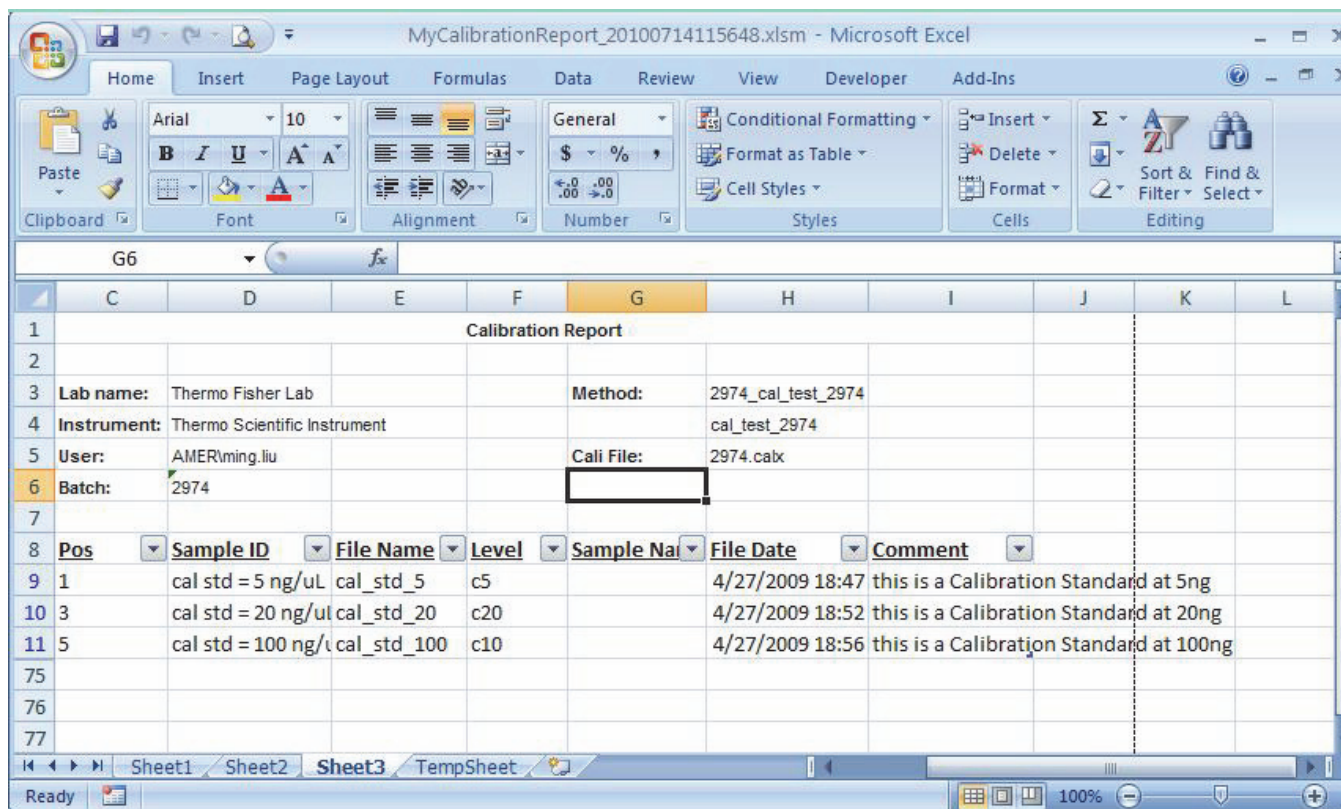 MyCalibrationReport_20100714115648.xlsm - Microsoft Excel
Home Insert Page Layout Formulas Data Review View Developer Add-Ins
Paste
Clipboard
Arial 10
B I U A A
A
Font
Alignment
General
$ % ,
.0 .00
.00 .0
Number
Conditional Formatting
Format as Table
Cell Styles
Styles
Insert
Delete
Format
Cells
Σ
Sort & Filter
Find & Select
Editing
G6 fx
C D E F G H I J K L
1 Calibration Report
2
3 Lab name: Thermo Fisher Lab Method: 2974_cal_test_2974
4 Instrument: Thermo Scientific Instrument cal_test_2974
5 User: AMER\ming.liu Cali File: 2974.calx
6 Batch: 2974
7
8 Pos Sample ID File Name Level Sample Na File Date Comment
9 1 cal std = 5 ng/uL cal_std_5 c5 4/27/2009 18:47 this is a Calibration Standard at 5ng
10 3 cal std = 20 ng/uL cal_std_20 c20 4/27/2009 18:52 this is a Calibration Standard at 20ng
11 5 cal std = 100 ng/u cal_std_100 c10 4/27/2009 18:56 this is a Calibration Standard at 100ng
75
76
77
Sheet1 Sheet2 Sheet3 TempSheet
Ready 100%